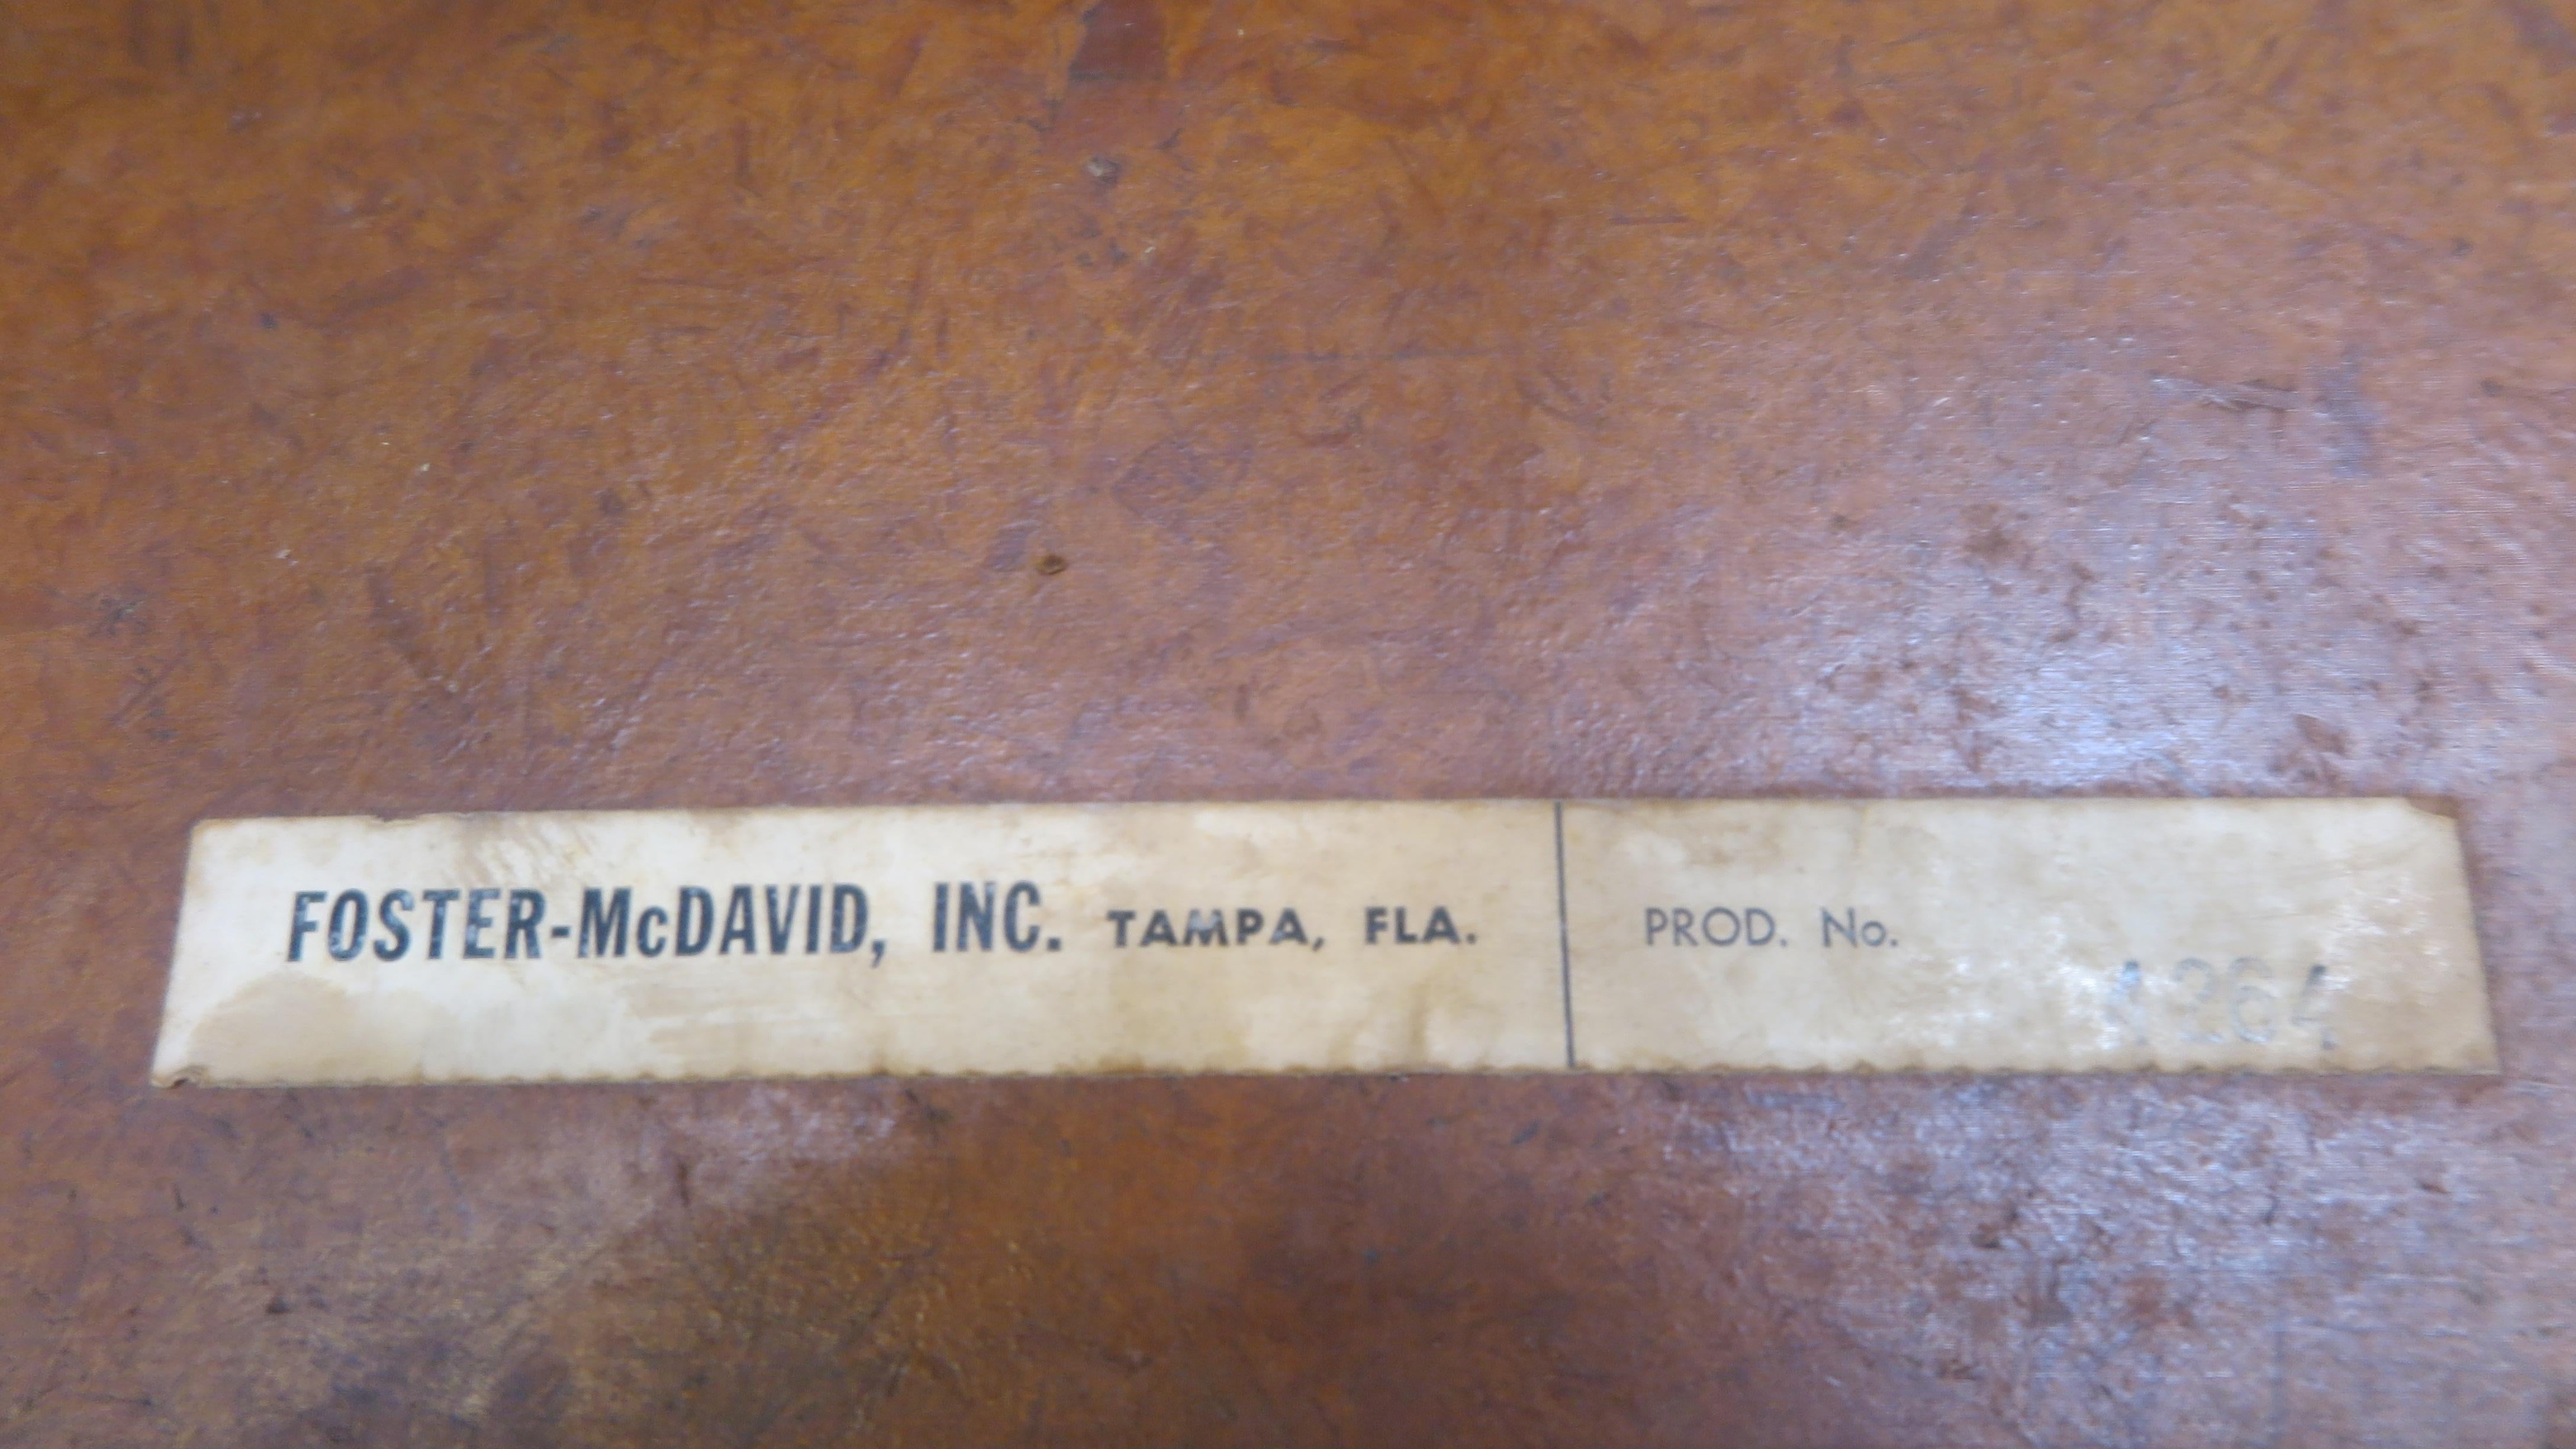 FOSTER-McDAVID, INC. TAMPA, FLA. PROD. No.